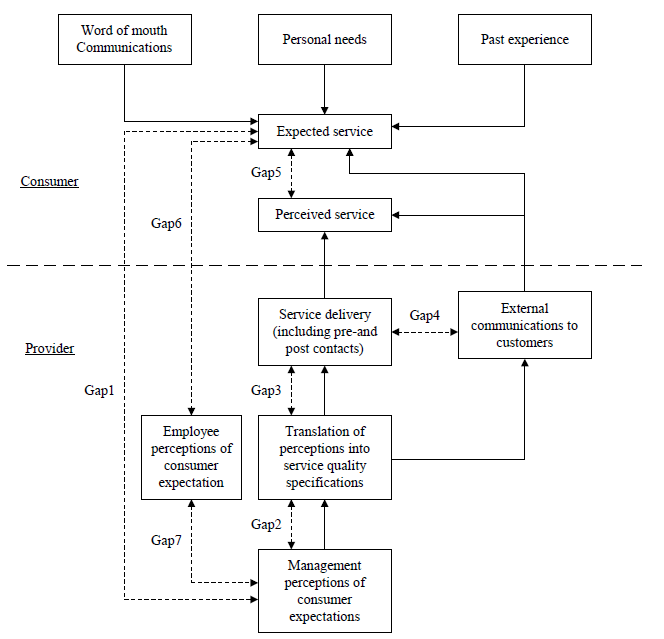 Word of mouth
Communications
Personal needs
Past experience
Expected service
Consumer
Gap5
Perceived service
Gap6
Service delivery
(including pre-and
post contacts)
Gap4
External
communications to
customers
Provider
Gap1
Gap3
Employee
perceptions of
consumer
expectation
Translation of
perceptions into
service quality
specifications
Gap2
Gap7
Management
perceptions of
consumer
expectations